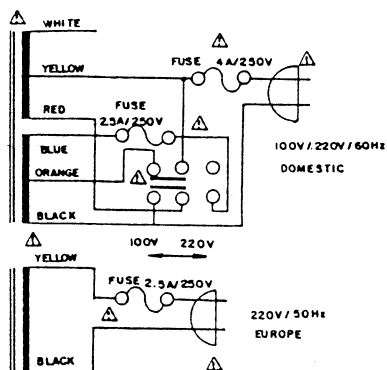 WHITE
YELLOW
FUSE 4A/250V
RED
FUSE
2.5A/250V
BLUE
100V/.220V/60Hz
DOMESTIC
ORANGE
BLACK
100V 220V
YELLOW
FUSE 2.5A/250V
220V/50Hz
EUROPE
BLACK